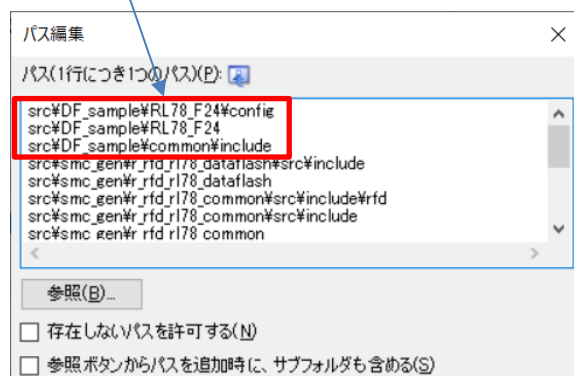 パス編集
パス(1行につき1つのパス)(P):
src¥DF_sample¥RL78_F24¥config
src¥DF_sample¥RL78_F24
src¥DF_sample¥common¥include
src¥smc_gen¥r_rfd_rl78_dataflash¥src¥include
src¥smc_gen¥r_rfd_rl78_dataflash
src¥smc_gen¥r_rfd_rl78_common¥src¥include¥rfd
src¥smc_gen¥r_rfd_rl78_common¥src¥include
src¥smc_gen¥r_rfd_rl78_common
参照(B)...
存在しないパスを許可する(N)
参照ボタンからパスを追加時に、サブフォルダも含める(S)